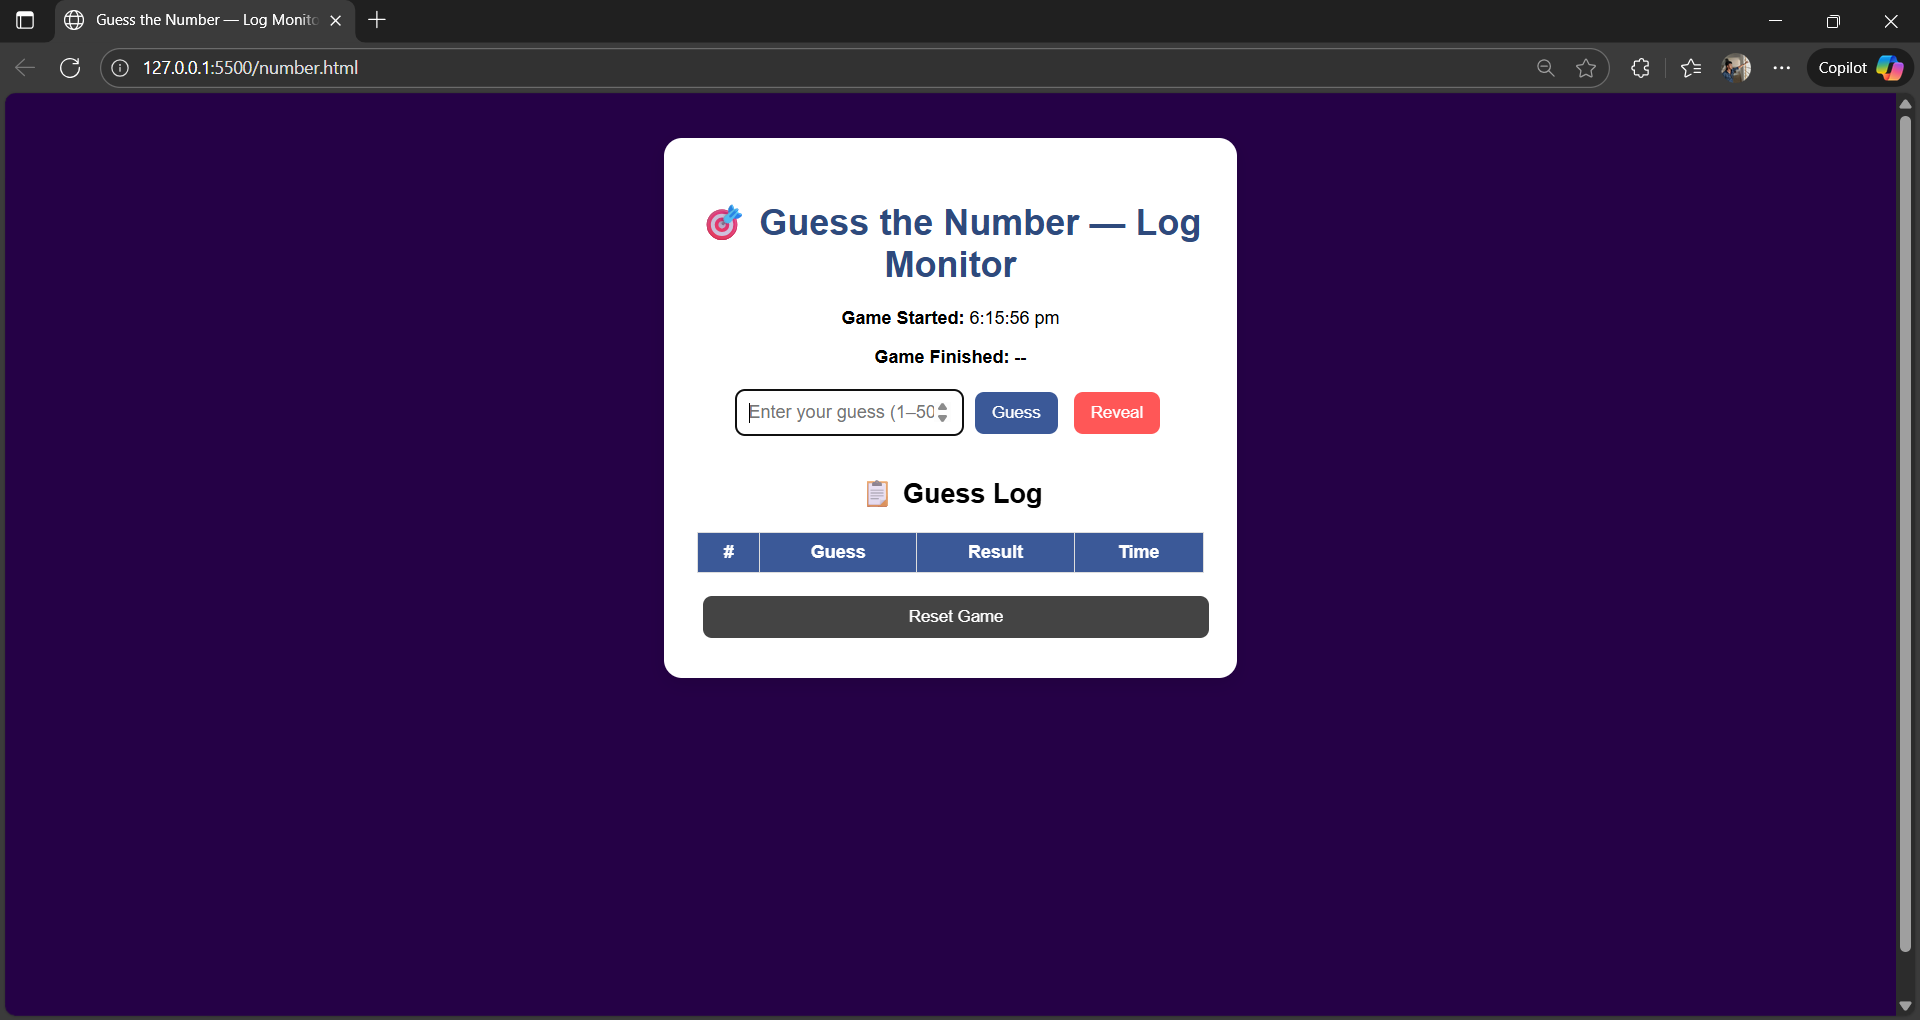 Guess the Number — Log Monito
127.0.0.1:5500/number.html
Copilot
🎯 Guess the Number — Log
Monitor
Game Started: 6:15:56 pm
Game Finished: --
Enter your guess (1–50
Guess
Reveal
📋 Guess Log
# Guess Result Time
Reset Game